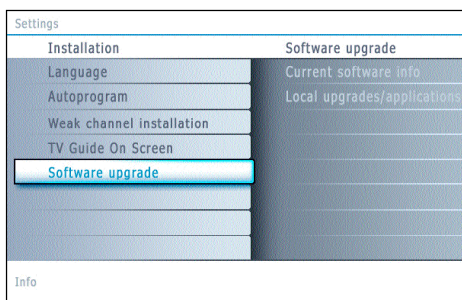 Settings
Installation
Software upgrade
Language
Current software info
Autoprogram
Local upgrades/applications
Weak channel installation
TV Guide On Screen
Software upgrade
Info